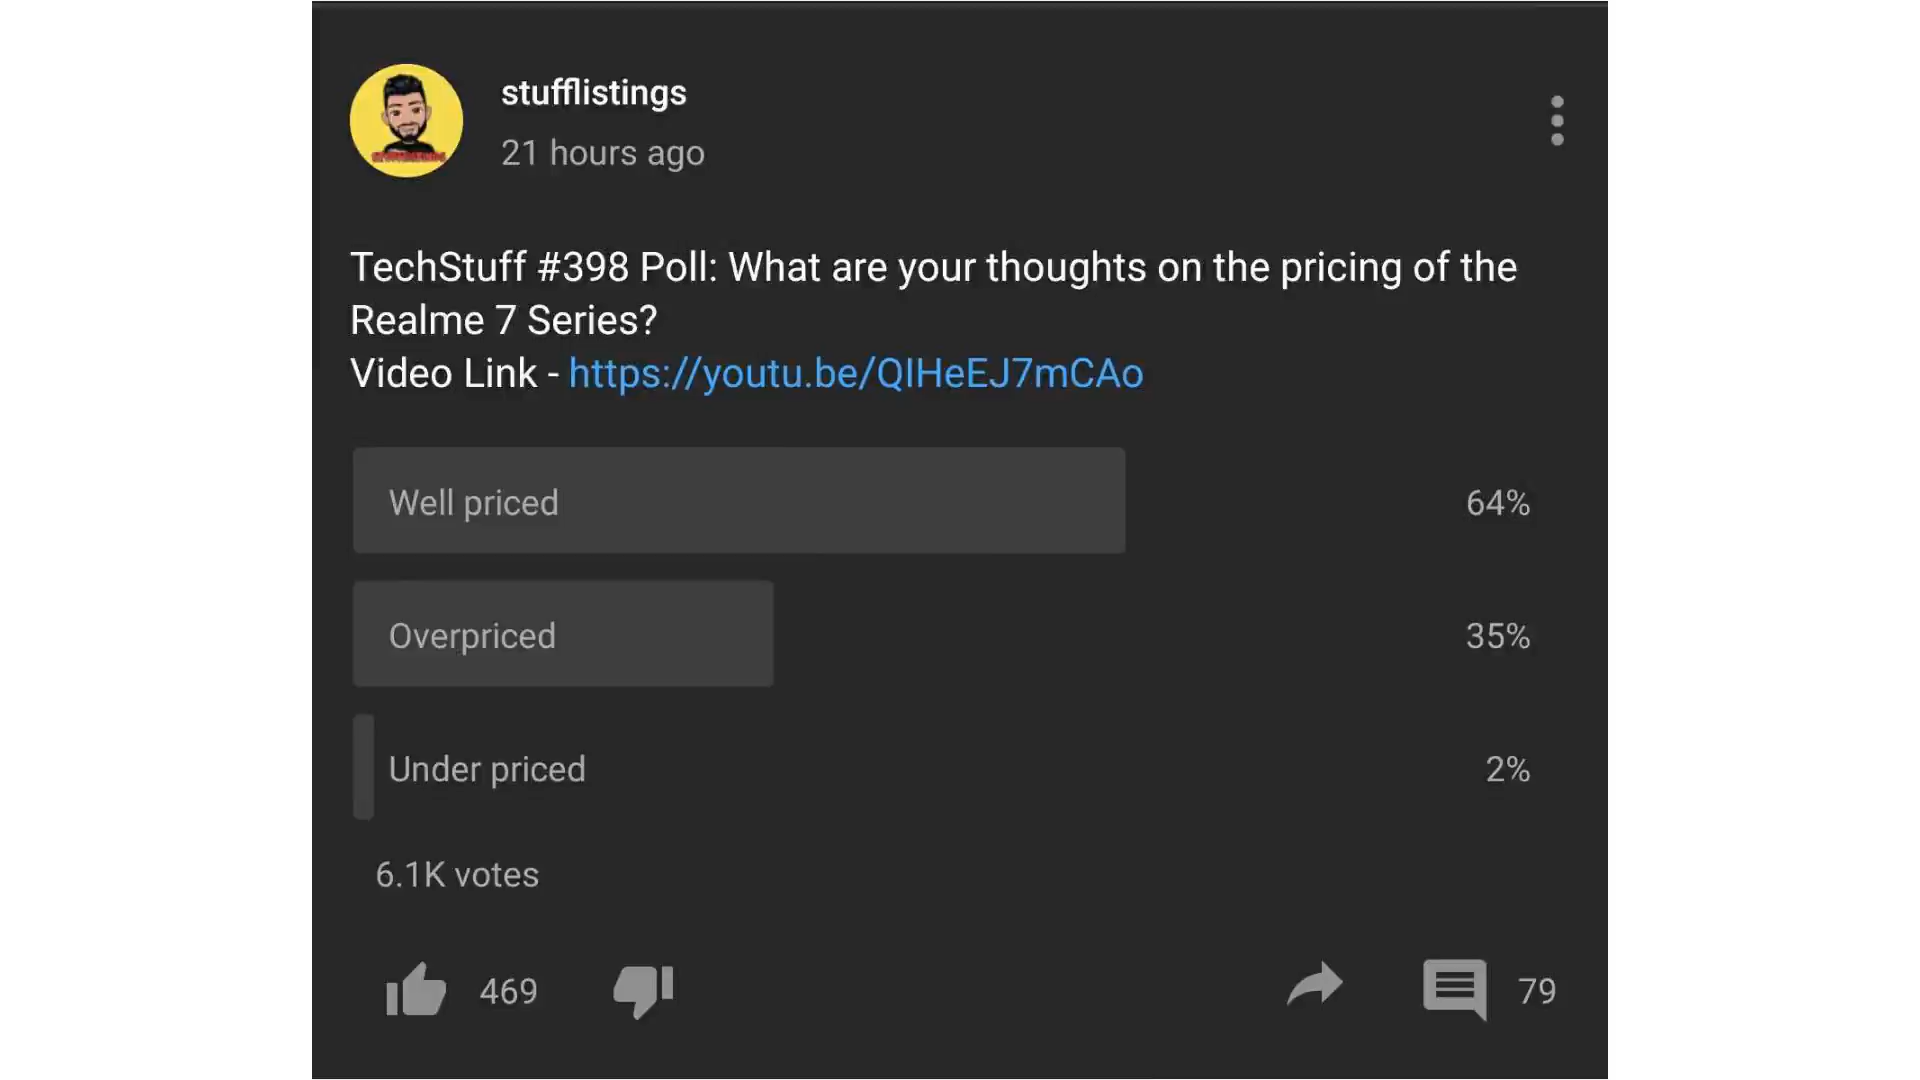 stufflistings
21 hours ago
TechStuff #398 Poll: What are your thoughts on the pricing of the
Realme 7 Series?
Video Link - https://youtu.be/QIHeEJ7mCAo
Well priced 64%
Overpriced 35%
Under priced 2%
6.1K votes
469 79